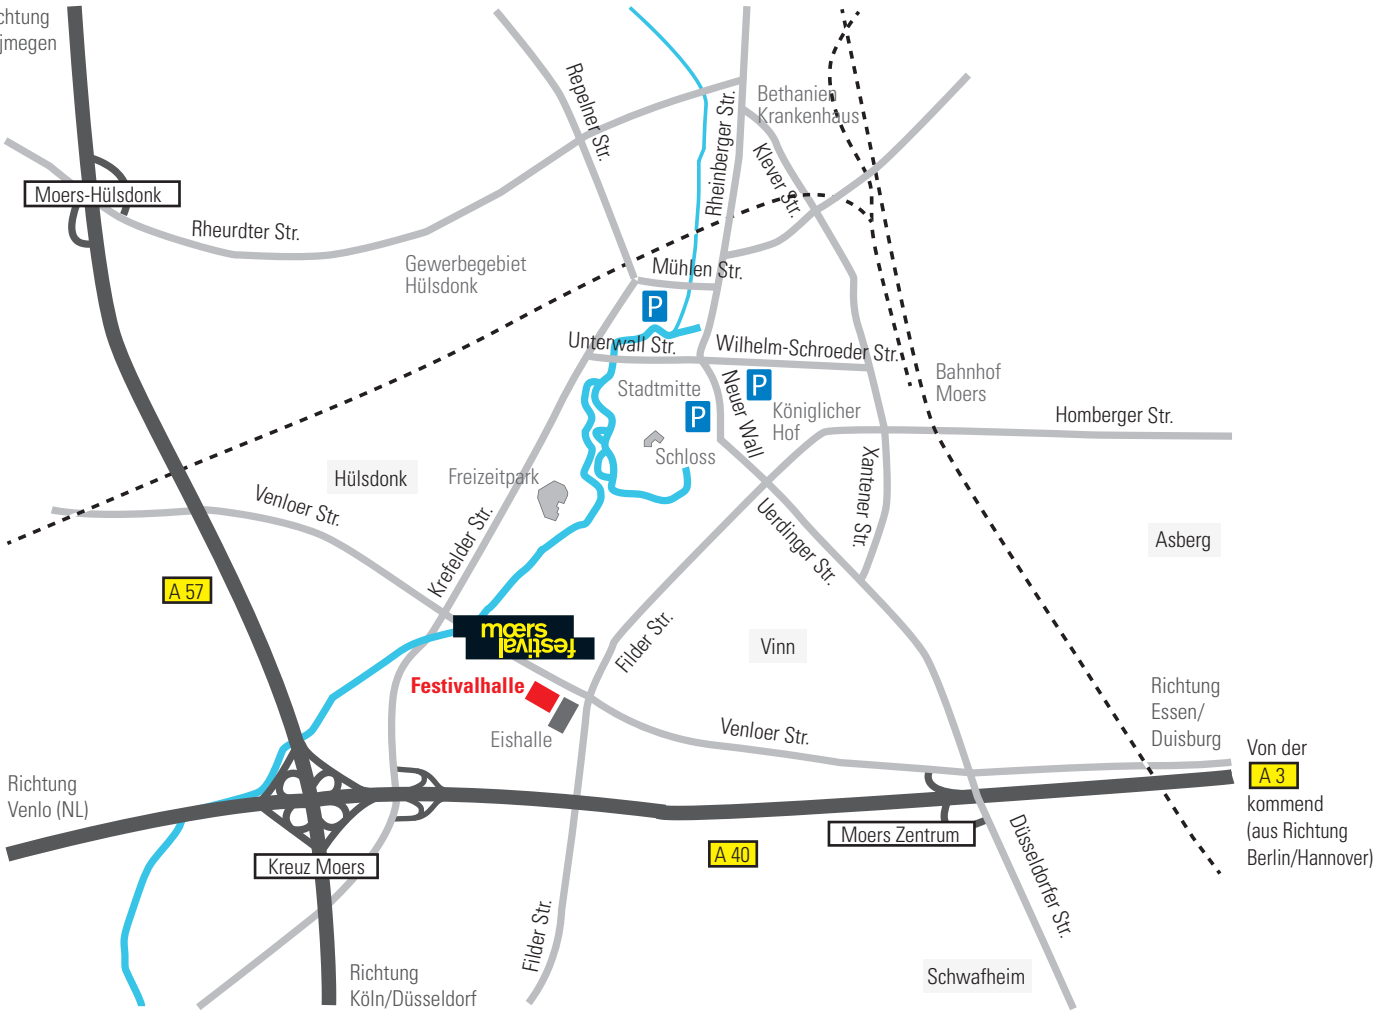 chtung
jmegen
Repelner Str.
Rheinberger Str.
Bethanien
Krankenhaus
Klever Str.
Moers-Hülsdonk
Rheurdter Str.
Gewerbegebiet
Hülsdonk
Mühlen Str.
P
Unterwall Str.
Wilhelm-Schroeder Str.
Stadtmitte
P
Neuer Wall
P
Königlicher
Hof
Bahnhof
Moers
Homberger Str.
Schloss
Freizeitpark
Hülsdonk
Venloer Str.
Krefelder Str.
Xantener Str.
Uerdinger Str.
Asberg
A 57
mœrs
festival
Filder Str.
Vinn
Festivalhalle
Eishalle
Venloer Str.
Richtung
Essen/
Duisburg
Von der
A 3
kommend
(aus Richtung
Berlin/Hannover)
Richtung
Venlo (NL)
Kreuz Moers
A 40
Moers Zentrum
Düsseldorfer Str.
Filder Str.
Richtung
Köln/Düsseldorf
Schwafheim